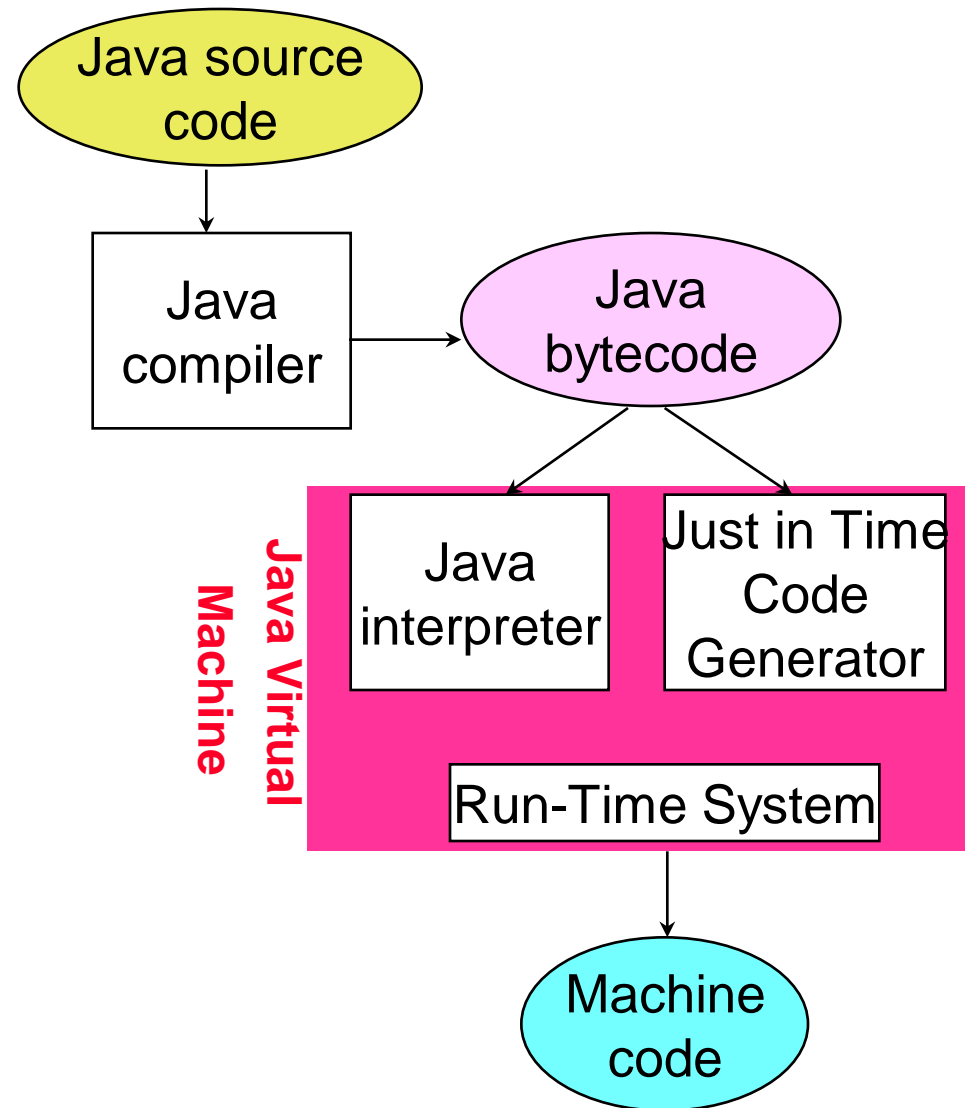 Java source
code
Java
compiler
Java
bytecode
Java Virtual
Machine
Java
interpreter
Just in Time
Code
Generator
Run-Time System
Machine
code